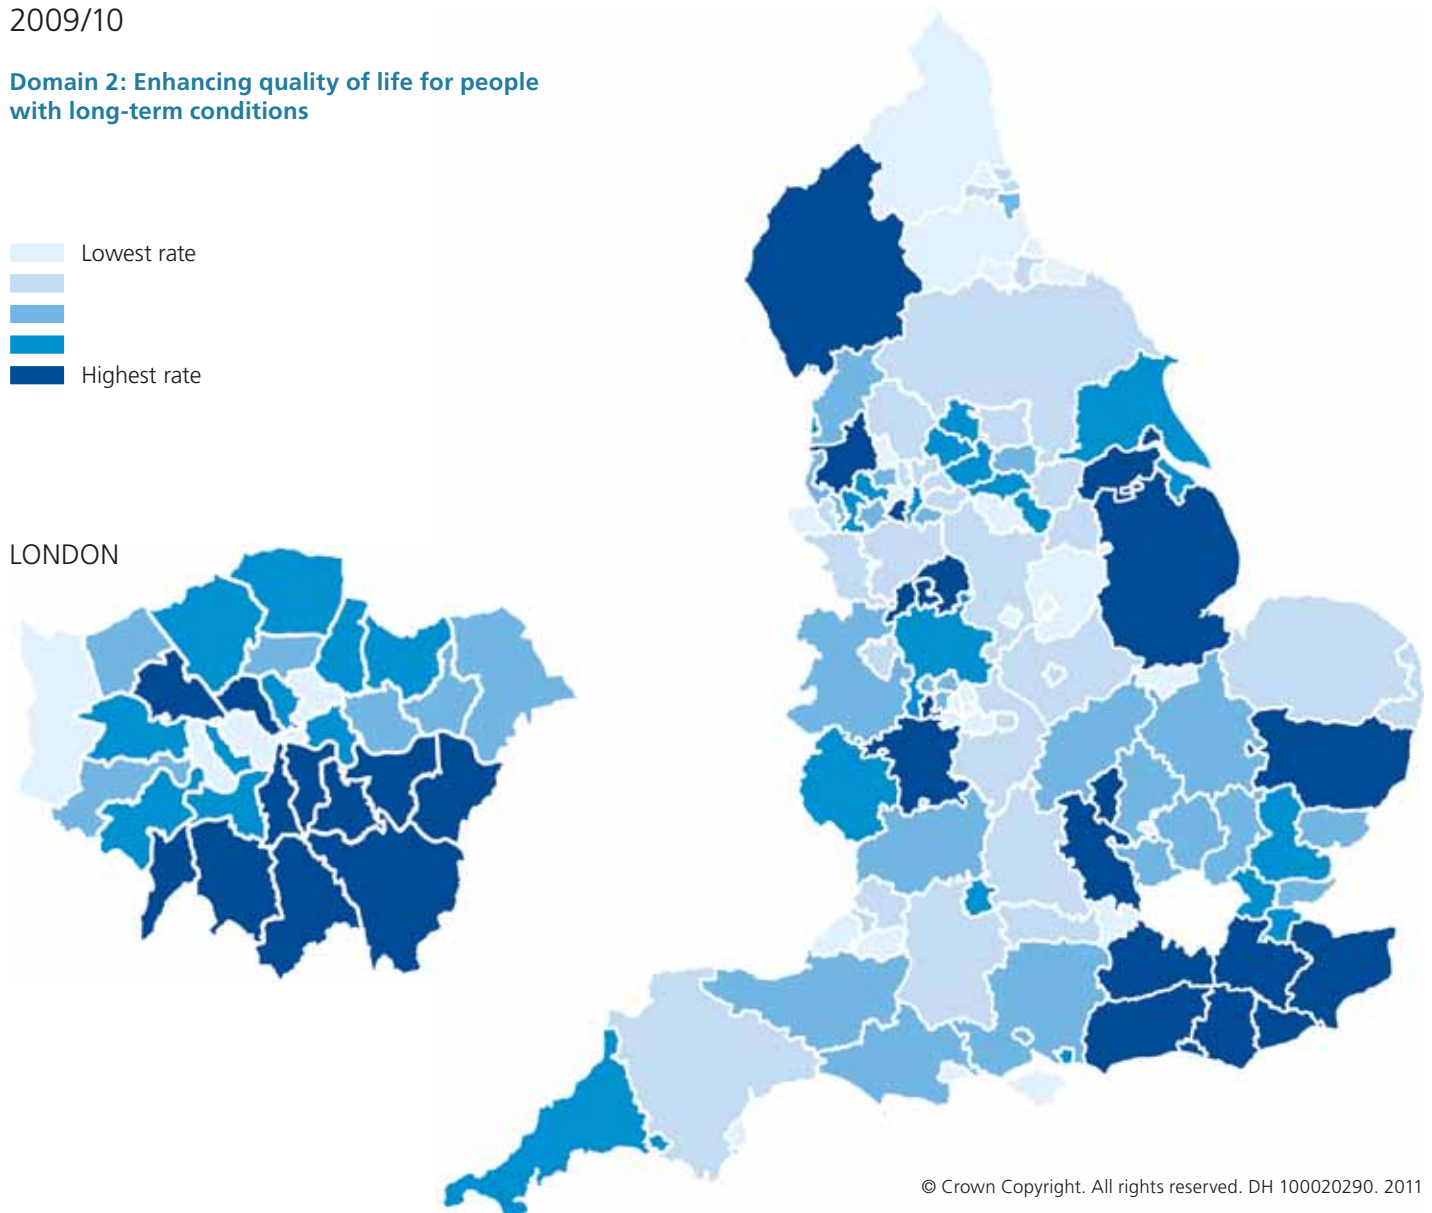 2009/10
Domain 2: Enhancing quality of life for people
with long-term conditions
Lowest rate
Highest rate
LONDON
© Crown Copyright. All rights reserved. DH 100020290. 2011